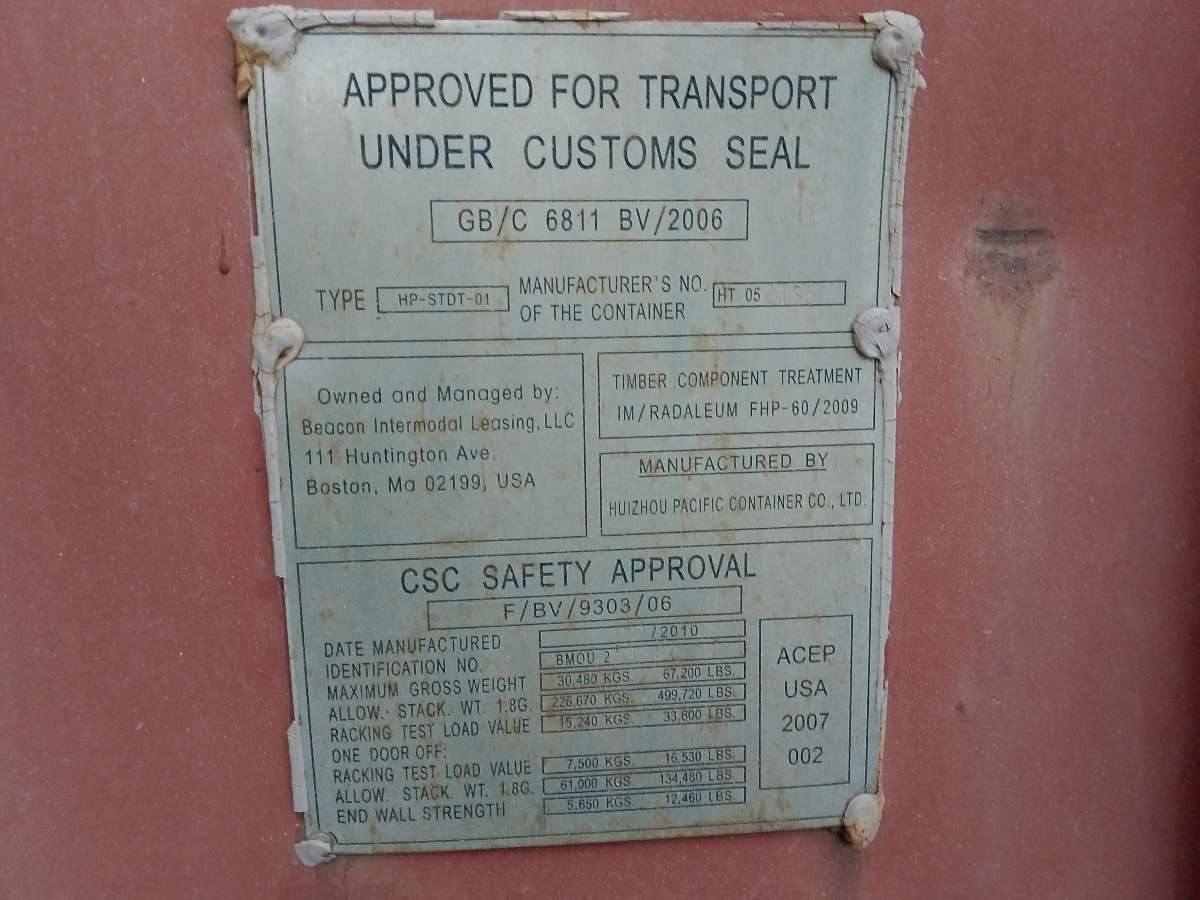 APPROVED FOR TRANSPORT
UNDER CUSTOMS SEAL
GB/C 6811 BV/2006
TYPE HP-STDT-01
MANUFACTURER'S NO.
OF THE CONTAINER
HT 05
Owned and Managed by:
Beacon Intermodal Leasing, LLC
111 Huntington Ave.
Boston, Ma 02199, USA
TIMBER COMPONENT TREATMENT
IM/RADALEUM FHP-60/2009
MANUFACTURED BY
HUIZHOU PACIFIC CONTAINER CO., LTD.
CSC SAFETY APPROVAL
F/BV/9303/06
DATE MANUFACTURED /2010
IDENTIFICATION NO. BMOU 2
MAXIMUM GROSS WEIGHT 30,480 KGS. 67,200 LBS.
ALLOW. STACK. WT. 1.8G. 226,670 KGS. 499,720 LBS.
RACKING TEST LOAD VALUE 15,240 KGS. 33,600 LBS.
ONE DOOR OFF:
RACKING TEST LOAD VALUE 7,500 KGS. 16,530 LBS.
ALLOW. STACK. WT. 1.8G. 61,000 KGS. 134,480 LBS.
END WALL STRENGTH 5,650 KGS. 12,460 LBS.
ACEP
USA
2007
002